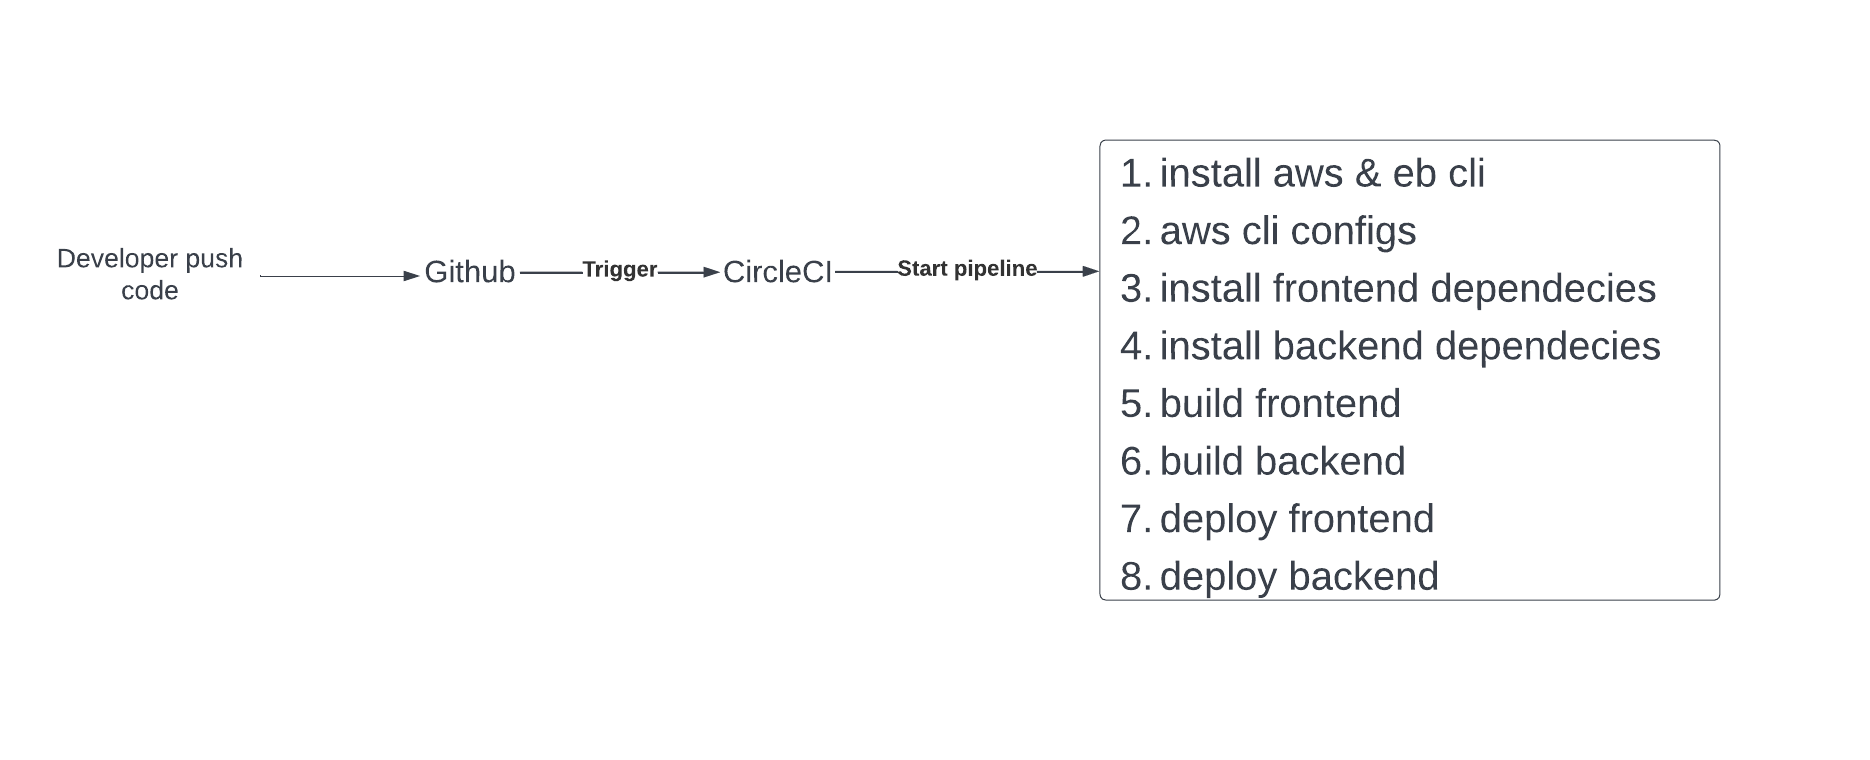 Developer push
code
Github
Trigger
CircleCI
Start pipeline
1. install aws & eb cli
2. aws cli configs
3. install frontend dependecies
4. install backend dependecies
5. build frontend
6. build backend
7. deploy frontend
8. deploy backend